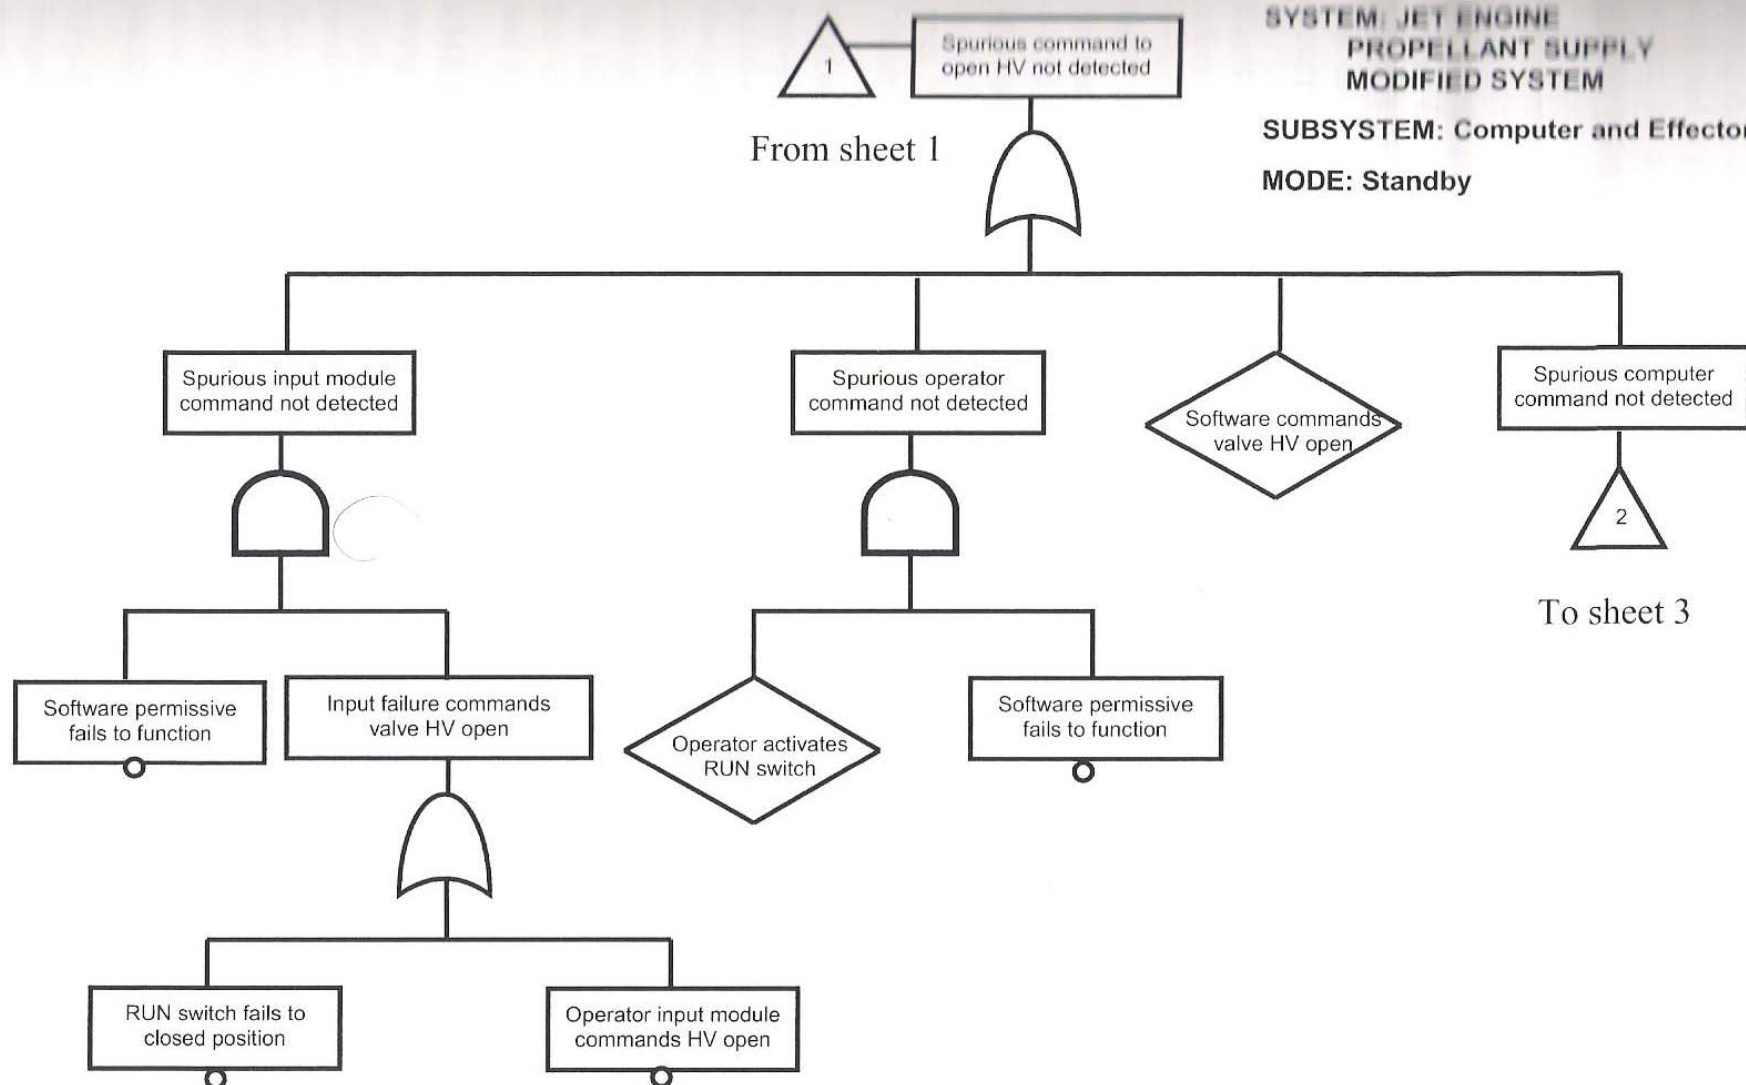 SYSTEM: JET ENGINE
PROPELLANT SUPPLY
MODIFIED SYSTEM
SUBSYSTEM: Computer and Effector
MODE: Standby
1
Spurious command to
open HV not detected
From sheet 1
Spurious input module
command not detected
Spurious operator
command not detected
Software commands
valve HV open
Spurious computer
command not detected
2
To sheet 3
Software permissive
fails to function
Input failure commands
valve HV open
Operator activates
RUN switch
Software permissive
fails to function
RUN switch fails to
closed position
Operator input module
commands HV open